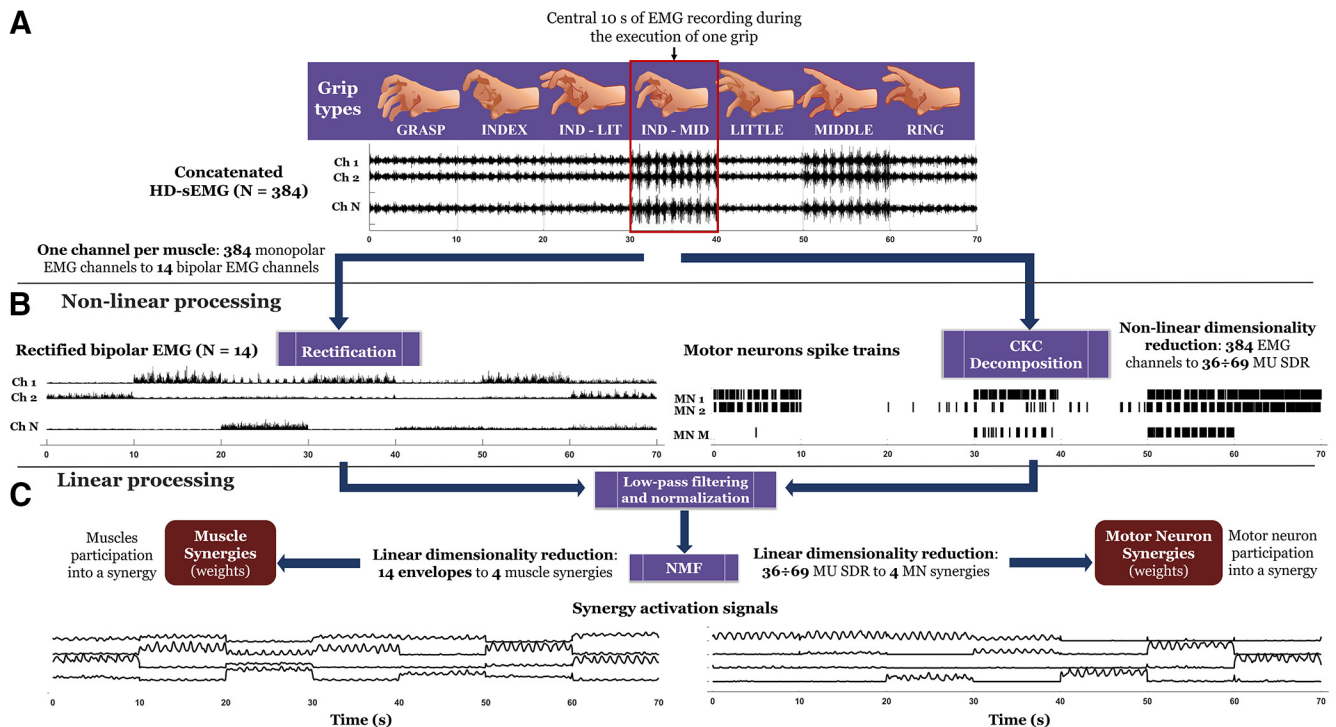 A
Central 10 s of EMG recording during
the execution of one grip
Grip
types
GRASP
INDEX
IND - LIT
IND - MID
LITTLE
MIDDLE
RING
Concatenated
HD-sEMG (N = 384)
Ch 1
Ch 2
Ch N
0 10 20 30 40 50 60 70
One channel per muscle: 384 monopolar
EMG channels to 14 bipolar EMG channels
B
Non-linear processing
Rectified bipolar EMG (N = 14)
Rectification
Ch 1
Ch 2
Ch N
0 10 20 30 40 50 60 70
Motor neurons spike trains
CKC
Decomposition
Non-linear dimensionality
reduction: 384 EMG
channels to 36÷69 MU SDR
MN 1
MN 2
MN M
0 10 20 30 40 50 60 70
C
Linear processing
Low-pass filtering
and normalization
Muscles
participation
into a synergy
Muscle
Synergies
(weights)
Linear dimensionality reduction:
14 envelopes to 4 muscle synergies
NMF
Linear dimensionality reduction:
36÷69 MU SDR to 4 MN synergies
Motor Neuron
Synergies
(weights)
Motor neuron
participation
into a synergy
Synergy activation signals
0 10 20 30 40 50 60 70
Time (s)
0 10 20 30 40 50 60 70
Time (s)